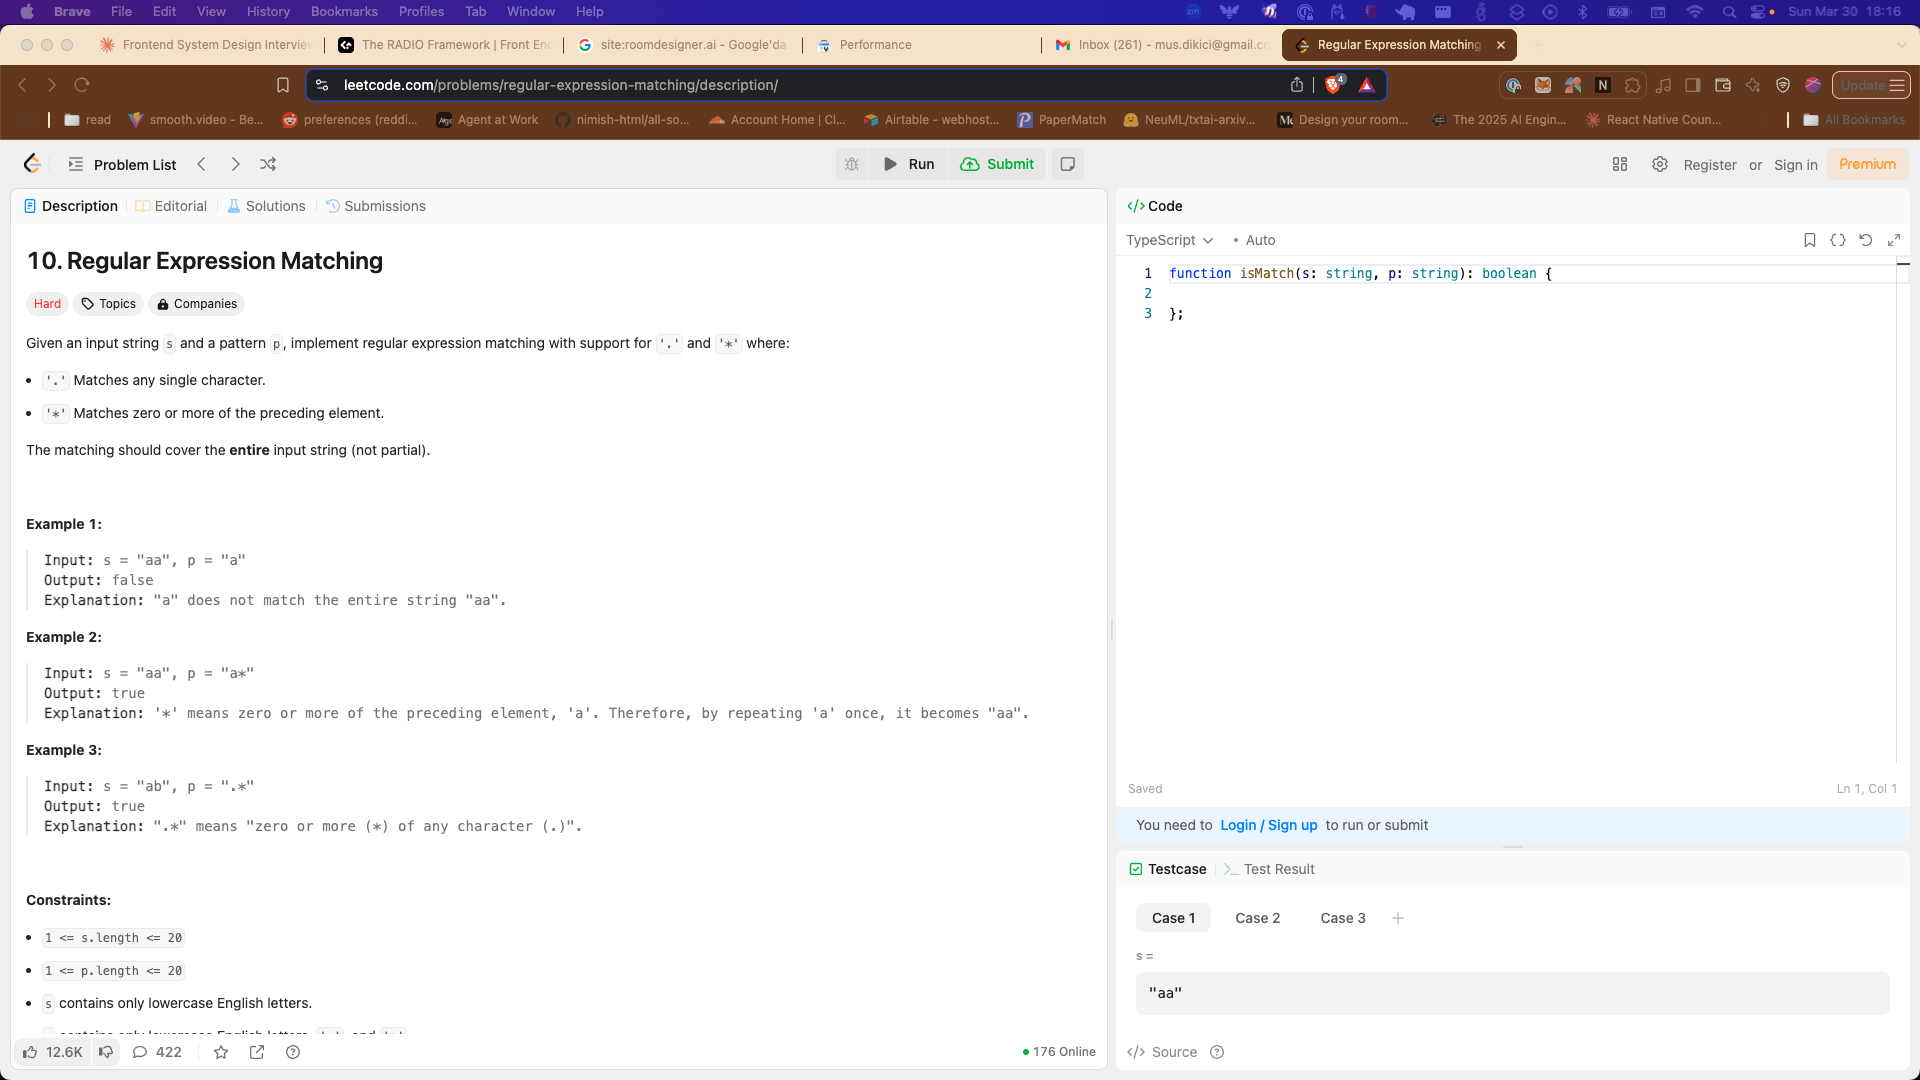 Brave File Edit View History Bookmarks Profiles Tab Window Help zm Sun Mar 30 18:16
Frontend System Design Interview The RADIO Framework | Front En site:roomdesigner.ai - Google'da Performance Inbox (261) - mus.dikici@gmail.co Regular Expression Matching
leetcode.com/problems/regular-expression-matching/description/ 4 Update
read smooth.video - Be... preferences (reddi... Agent at Work nimish-html/all-so... Account Home | Cl... Airtable - webhost... PaperMatch NeuML/txtai-arxiv... Design your room... The 2025 AI Engin... React Native Coun... All Bookmarks
Problem List Run Submit Register or Sign in Premium
Description Editorial Solutions Submissions
10. Regular Expression Matching
Hard Topics Companies
Given an input string s and a pattern p, implement regular expression matching with support for '.' and '*' where:
• '.' Matches any single character.
• '*' Matches zero or more of the preceding element.
The matching should cover the entire input string (not partial).
Example 1:
Input: s = "aa", p = "a"
Output: false
Explanation: "a" does not match the entire string "aa".
Example 2:
Input: s = "aa", p = "a*"
Output: true
Explanation: '*' means zero or more of the preceding element, 'a'. Therefore, by repeating 'a' once, it becomes "aa".
Example 3:
Input: s = "ab", p = ".*"
Output: true
Explanation: ".*" means "zero or more (*) of any character (.)".
Constraints:
• 1 <= s.length <= 20
• 1 <= p.length <= 20
• s contains only lowercase English letters.
contains only lowercase English letters, and
12.6K 422 176 Online
</> Code
TypeScript • Auto
1 function isMatch(s: string, p: string): boolean {
2
3 };
Saved Ln 1, Col 1
You need to Login / Sign up to run or submit
Testcase Test Result
Case 1 Case 2 Case 3 +
s =
"aa"
</> Source